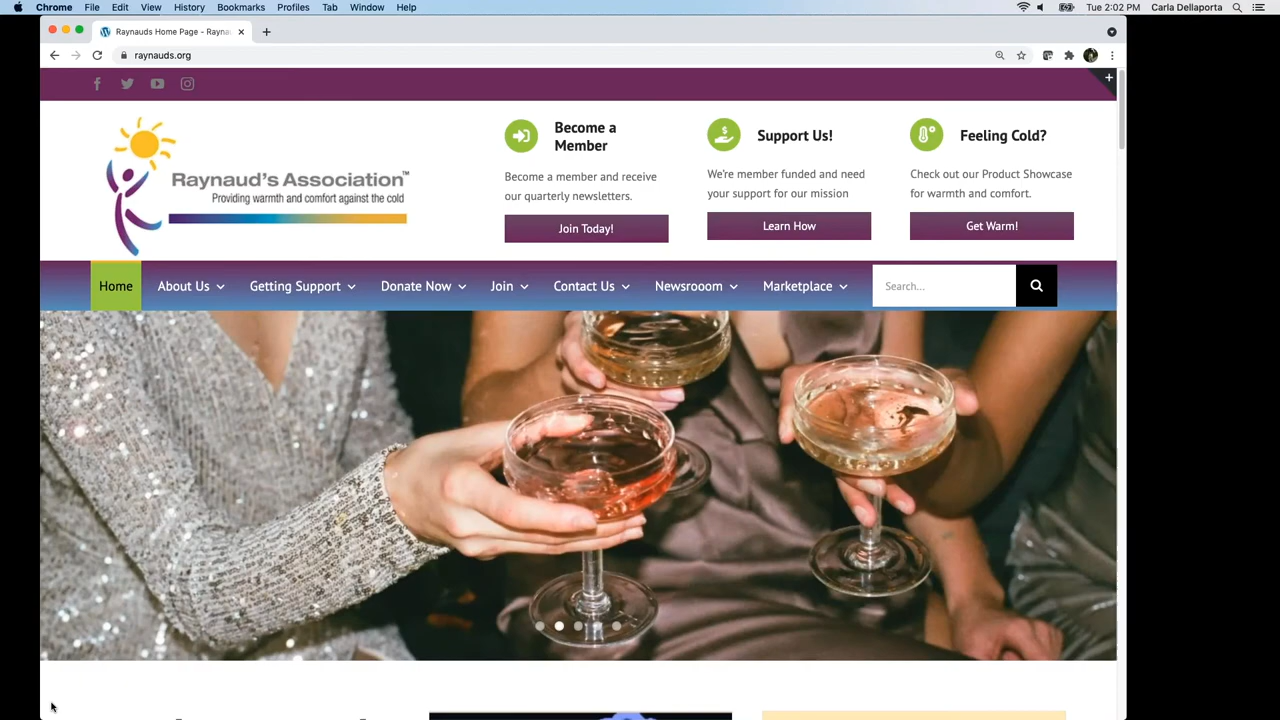 Chrome File Edit View History Bookmarks Profiles Tab Window Help Tue 2:02 PM Carla Dellaporta
Raynauds Home Page - Rayna
raynauds.org
Become a
Member
Become a member and receive
our quarterly newsletters.
Join Today!
Support Us!
We're member funded and need
your support for our mission
Learn How
Feeling Cold?
Check out our Product Showcase
for warmth and comfort.
Get Warm!
Raynaud's Association™
Providing warmth and comfort against the cold
Home About Us Getting Support Donate Now Join Contact Us Newsrooom Marketplace Search...